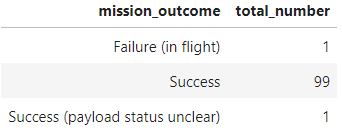 mission_outcome total_number
Failure (in flight) 1
Success 99
Success (payload status unclear) 1